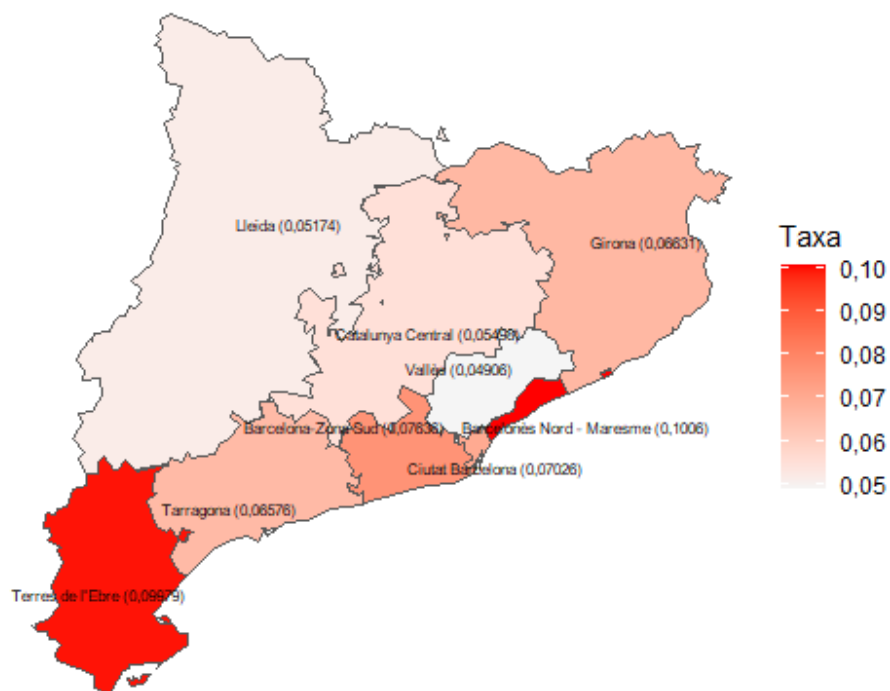 Lleida (0,05174)
Girona (0,06631)
Taxa
0,10
0,09
0,08
0,07
0,06
0,05
Catalunya Central (0,05493)
Vallès (0,04906)
Barcelona-Zona Sud (0,07636)
Barcelonès Nord - Maresme (0,1006)
Ciutat Barcelona (0,07026)
Tarragona (0,06576)
Terres de l"Ebre (0,09979)